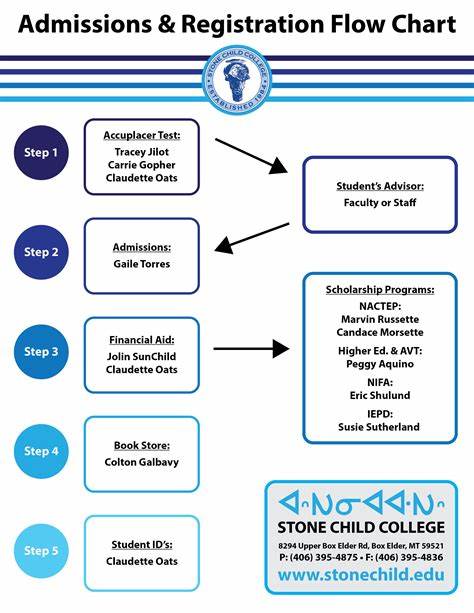 Admissions & Registration Flow Chart
STONE CHILD COLLEGE
ESTABLISHED 1984
Step 1
Accuplacer Test:
Tracey Jilot
Carrie Gopher
Claudette Oats
Student's Advisor:
Faculty or Staff
Step 2
Admissions:
Gaile Torres
Step 3
Financial Aid:
Jolin SunChild
Claudette Oats
Scholarship Programs:
NACTEP:
Marvin Russette
Candace Morsette
Higher Ed. & AVT:
Peggy Aquino
NIFA:
Eric Shulund
IEPD:
Susie Sutherland
Step 4
Book Store:
Colton Galbavy
Step 5
Student ID's:
Claudette Oats
ᐊᐧᓂᓀᐊᐊᐧᓂᐧ
STONE CHILD COLLEGE
8294 Upper Box Elder Rd, Box Elder, MT 59521
P: (406) 395-4875 · F: (406) 395-4836
www.stonechild.edu